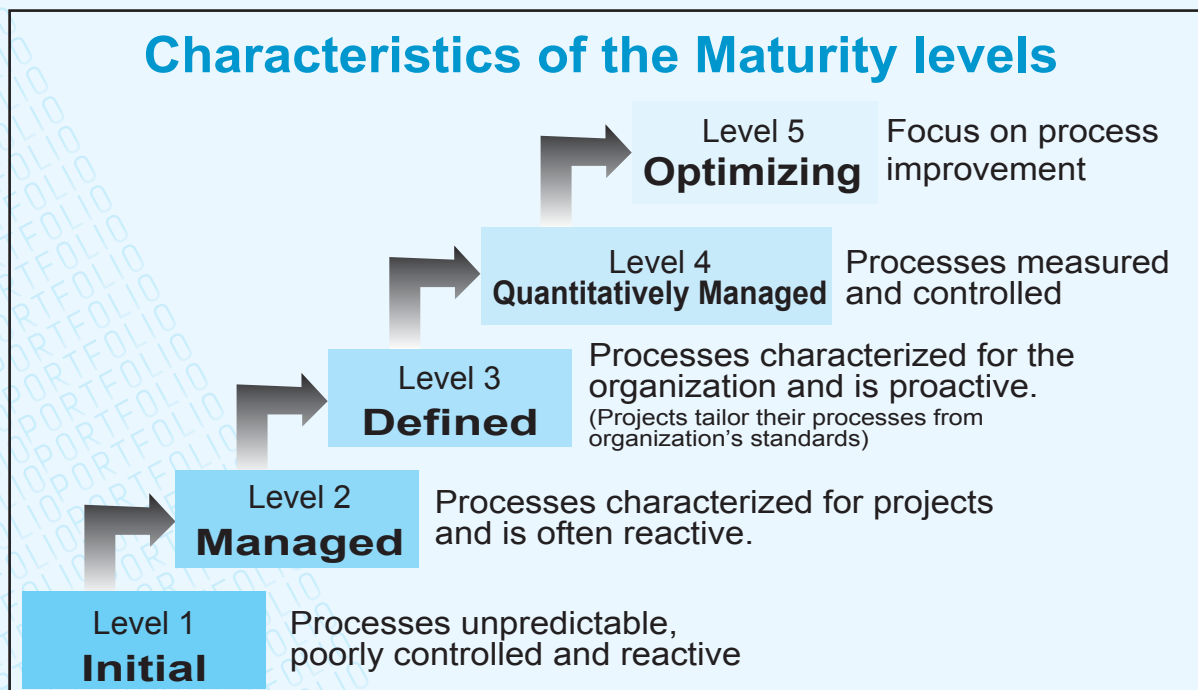 Characteristics of the Maturity levels
Level 5
Optimizing
Focus on process
improvement
Level 4
Quantitatively Managed
Processes measured
and controlled
Level 3
Defined
Processes characterized for the
organization and is proactive.
(Projects tailor their processes from
organization's standards)
Level 2
Managed
Processes characterized for projects
and is often reactive.
Level 1
Initial
Processes unpredictable,
poorly controlled and reactive
PORTFOLIO